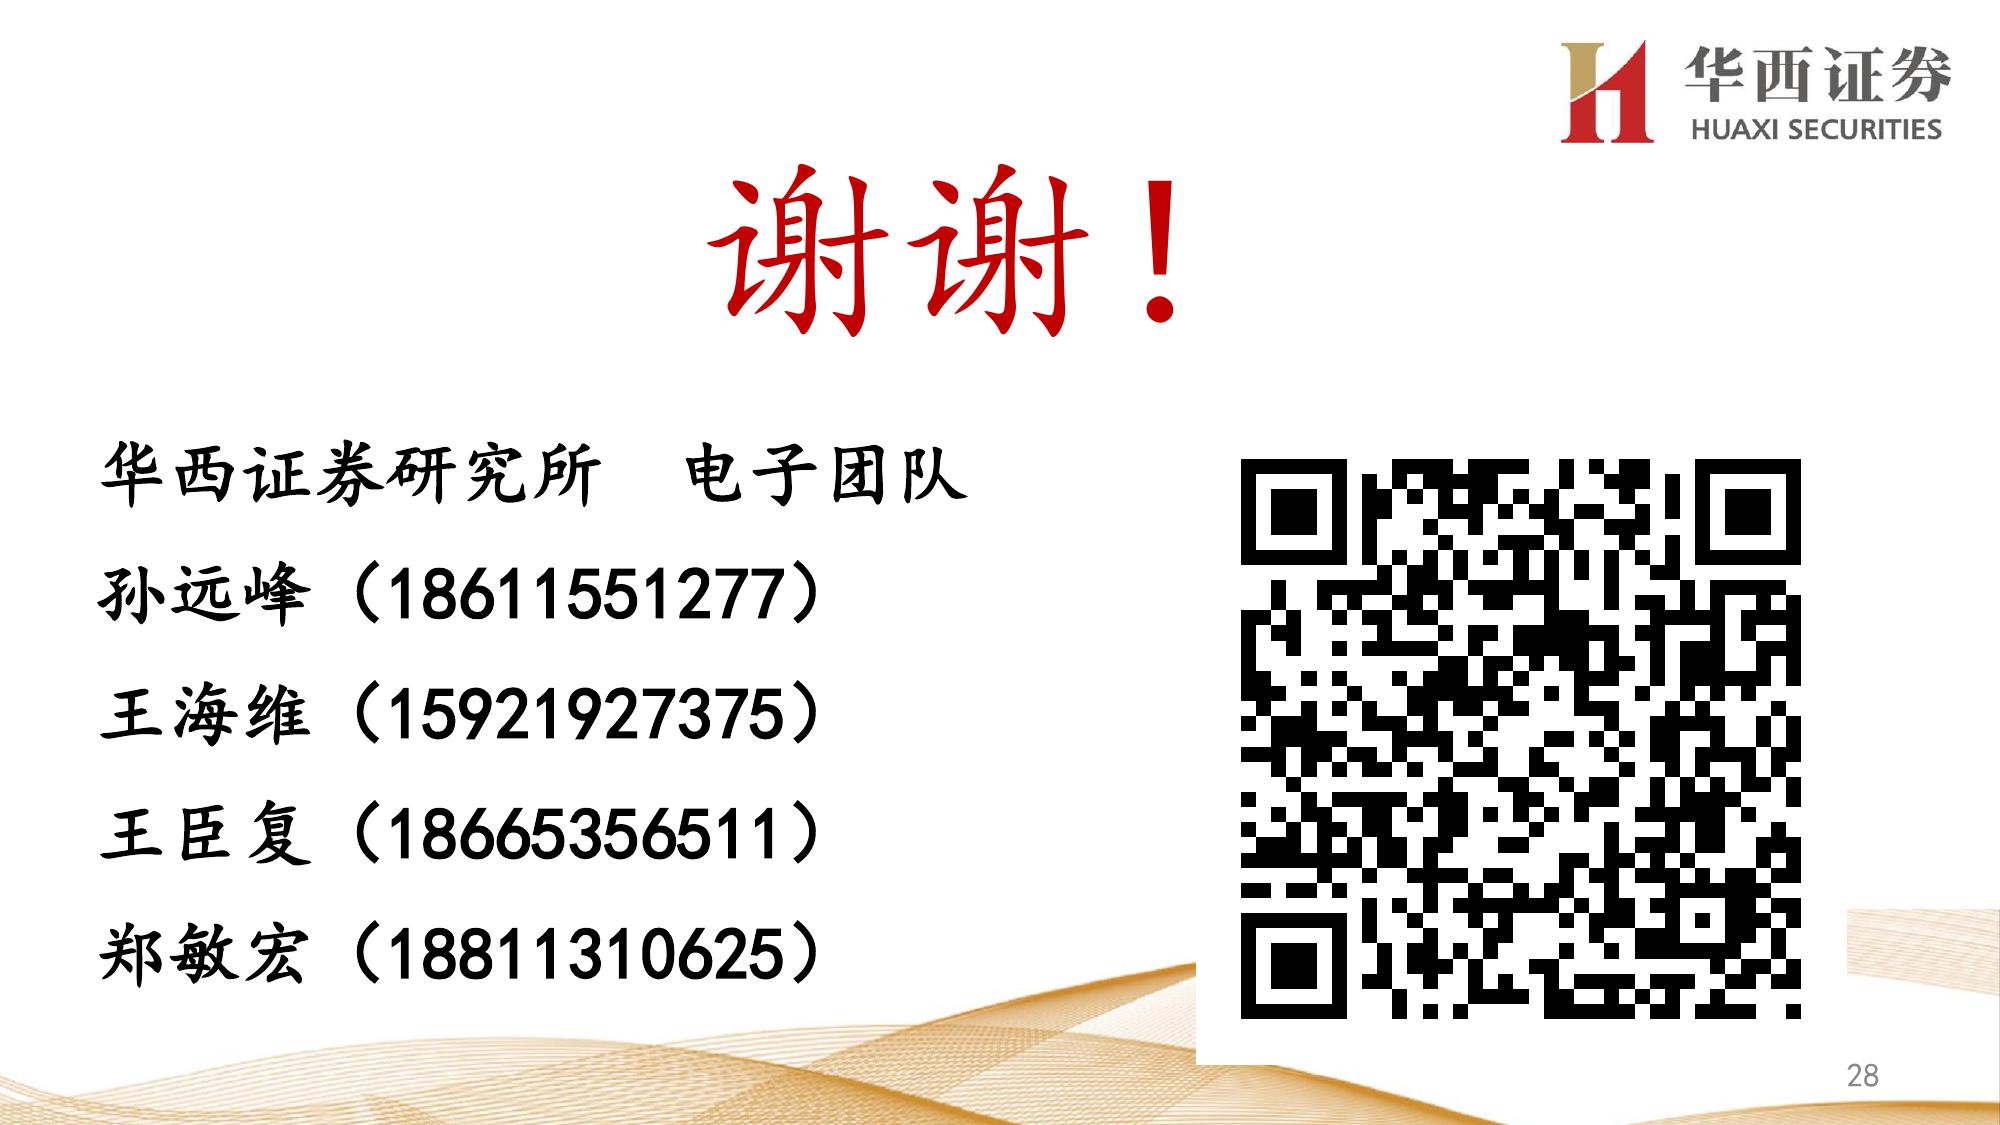 华西证券
HUAXI SECURITIES
谢谢！
华西证券研究所 电子团队
孙远峰（18611551277）
王海维（15921927375）
王臣复（18665356511）
郑敏宏（18811310625）
28